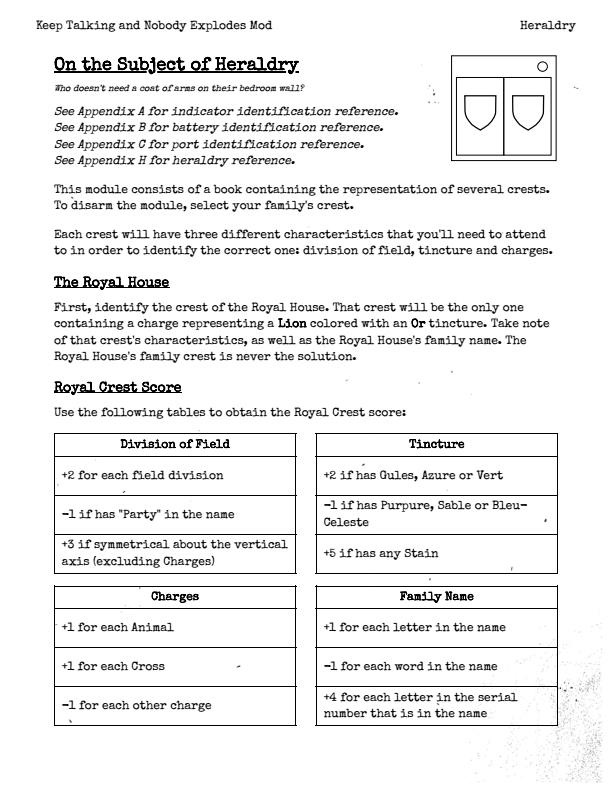 Keep Talking and Nobody Explodes Mod
Heraldry
On the Subject of Heraldry
Who doesn't need a coat of arms on their bedroom wall?
See Appendix A for indicator identification reference.
See Appendix B for battery identification reference.
See Appendix C for port identification reference.
See Appendix H for heraldry reference.
This module consists of a book containing the representation of several crests.
To disarm the module, select your family's crest.
Each crest will have three different characteristics that you'll need to attend
to in order to identify the correct one: division of field, tincture and charges.
The Royal House
First, identify the crest of the Royal House. That crest will be the only one
containing a charge representing a Lion colored with an Or tincture. Take note
of that crest's characteristics, as well as the Royal House's family name. The
Royal House's family crest is never the solution.
Royal Crest Score
Use the following tables to obtain the Royal Crest score:
Division of Field
+2 for each field division
-1 if has "Party" in the name
+3 if symmetrical about the vertical
axis (excluding Charges)
Tincture
+2 if has Gules, Azure or Vert
-1 if has Purpure, Sable or Bleu-
Celeste
+5 if has any Stain
Charges
+1 for each Animal
+1 for each Cross
-1 for each other charge
Family Name
+1 for each letter in the name
-1 for each word in the name
+4 for each letter in the serial
number that is in the name